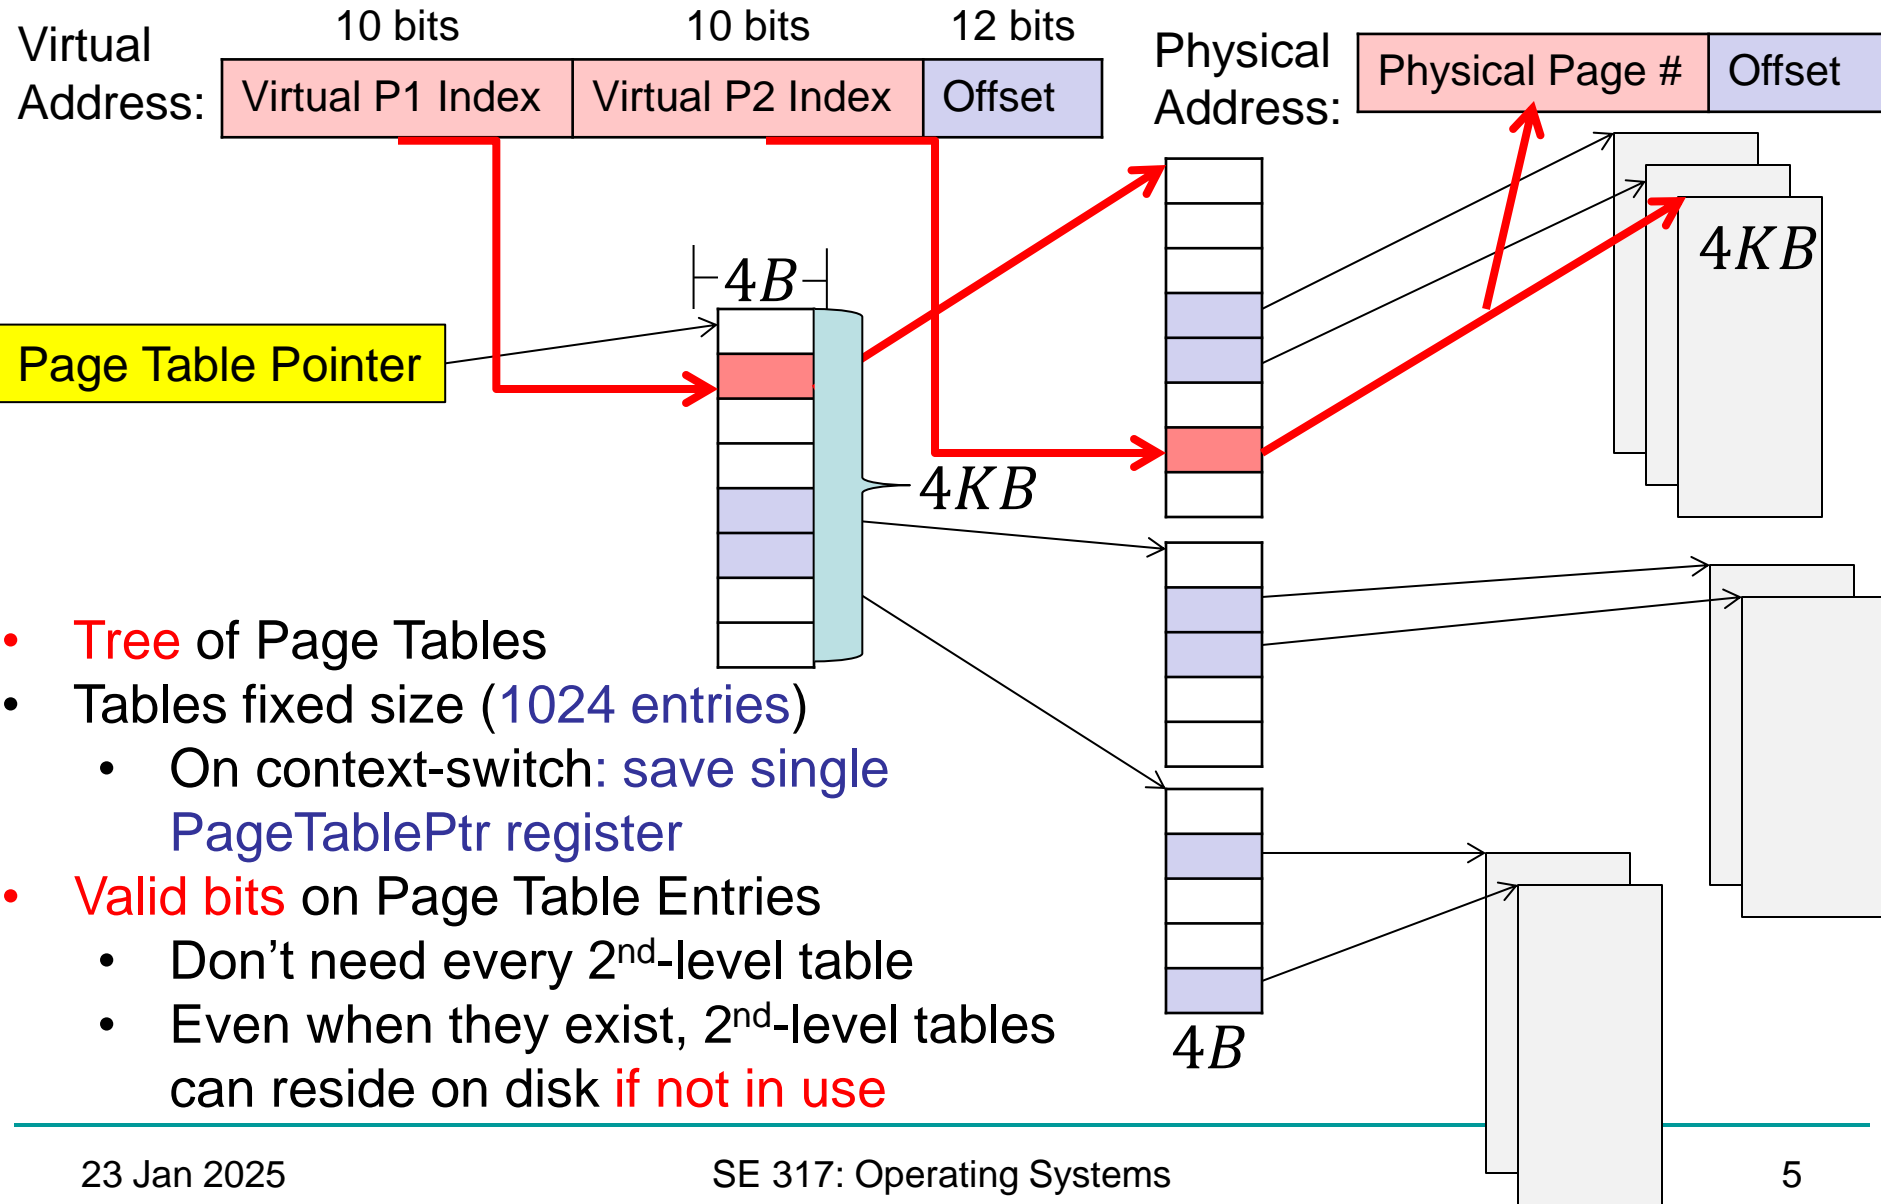 10 bits
10 bits
12 bits
Virtual
Address:
Virtual P1 Index
Virtual P2 Index
Offset
Physical
Address:
Physical Page #
Offset
4B
4KB
Page Table Pointer
4KB
• Tree of Page Tables
• Tables fixed size (1024 entries)
• On context-switch: save single
PageTablePtr register
• Valid bits on Page Table Entries
• Don’t need every 2nd-level table
• Even when they exist, 2nd-level tables
can reside on disk if not in use
4B
23 Jan 2025
SE 317: Operating Systems
5